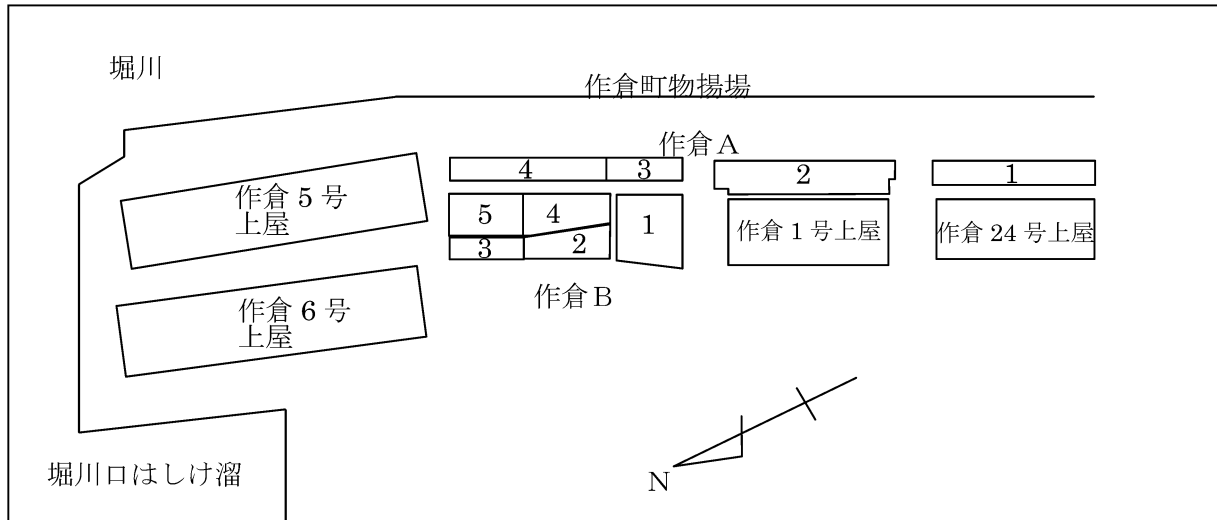 堀川
作倉町物揚場
作倉A
4
3
2
1
作倉5号
上屋
5
4
1
3
2
作倉1号上屋
作倉24号上屋
作倉B
作倉6号
上屋
堀川口はしけ溜
N